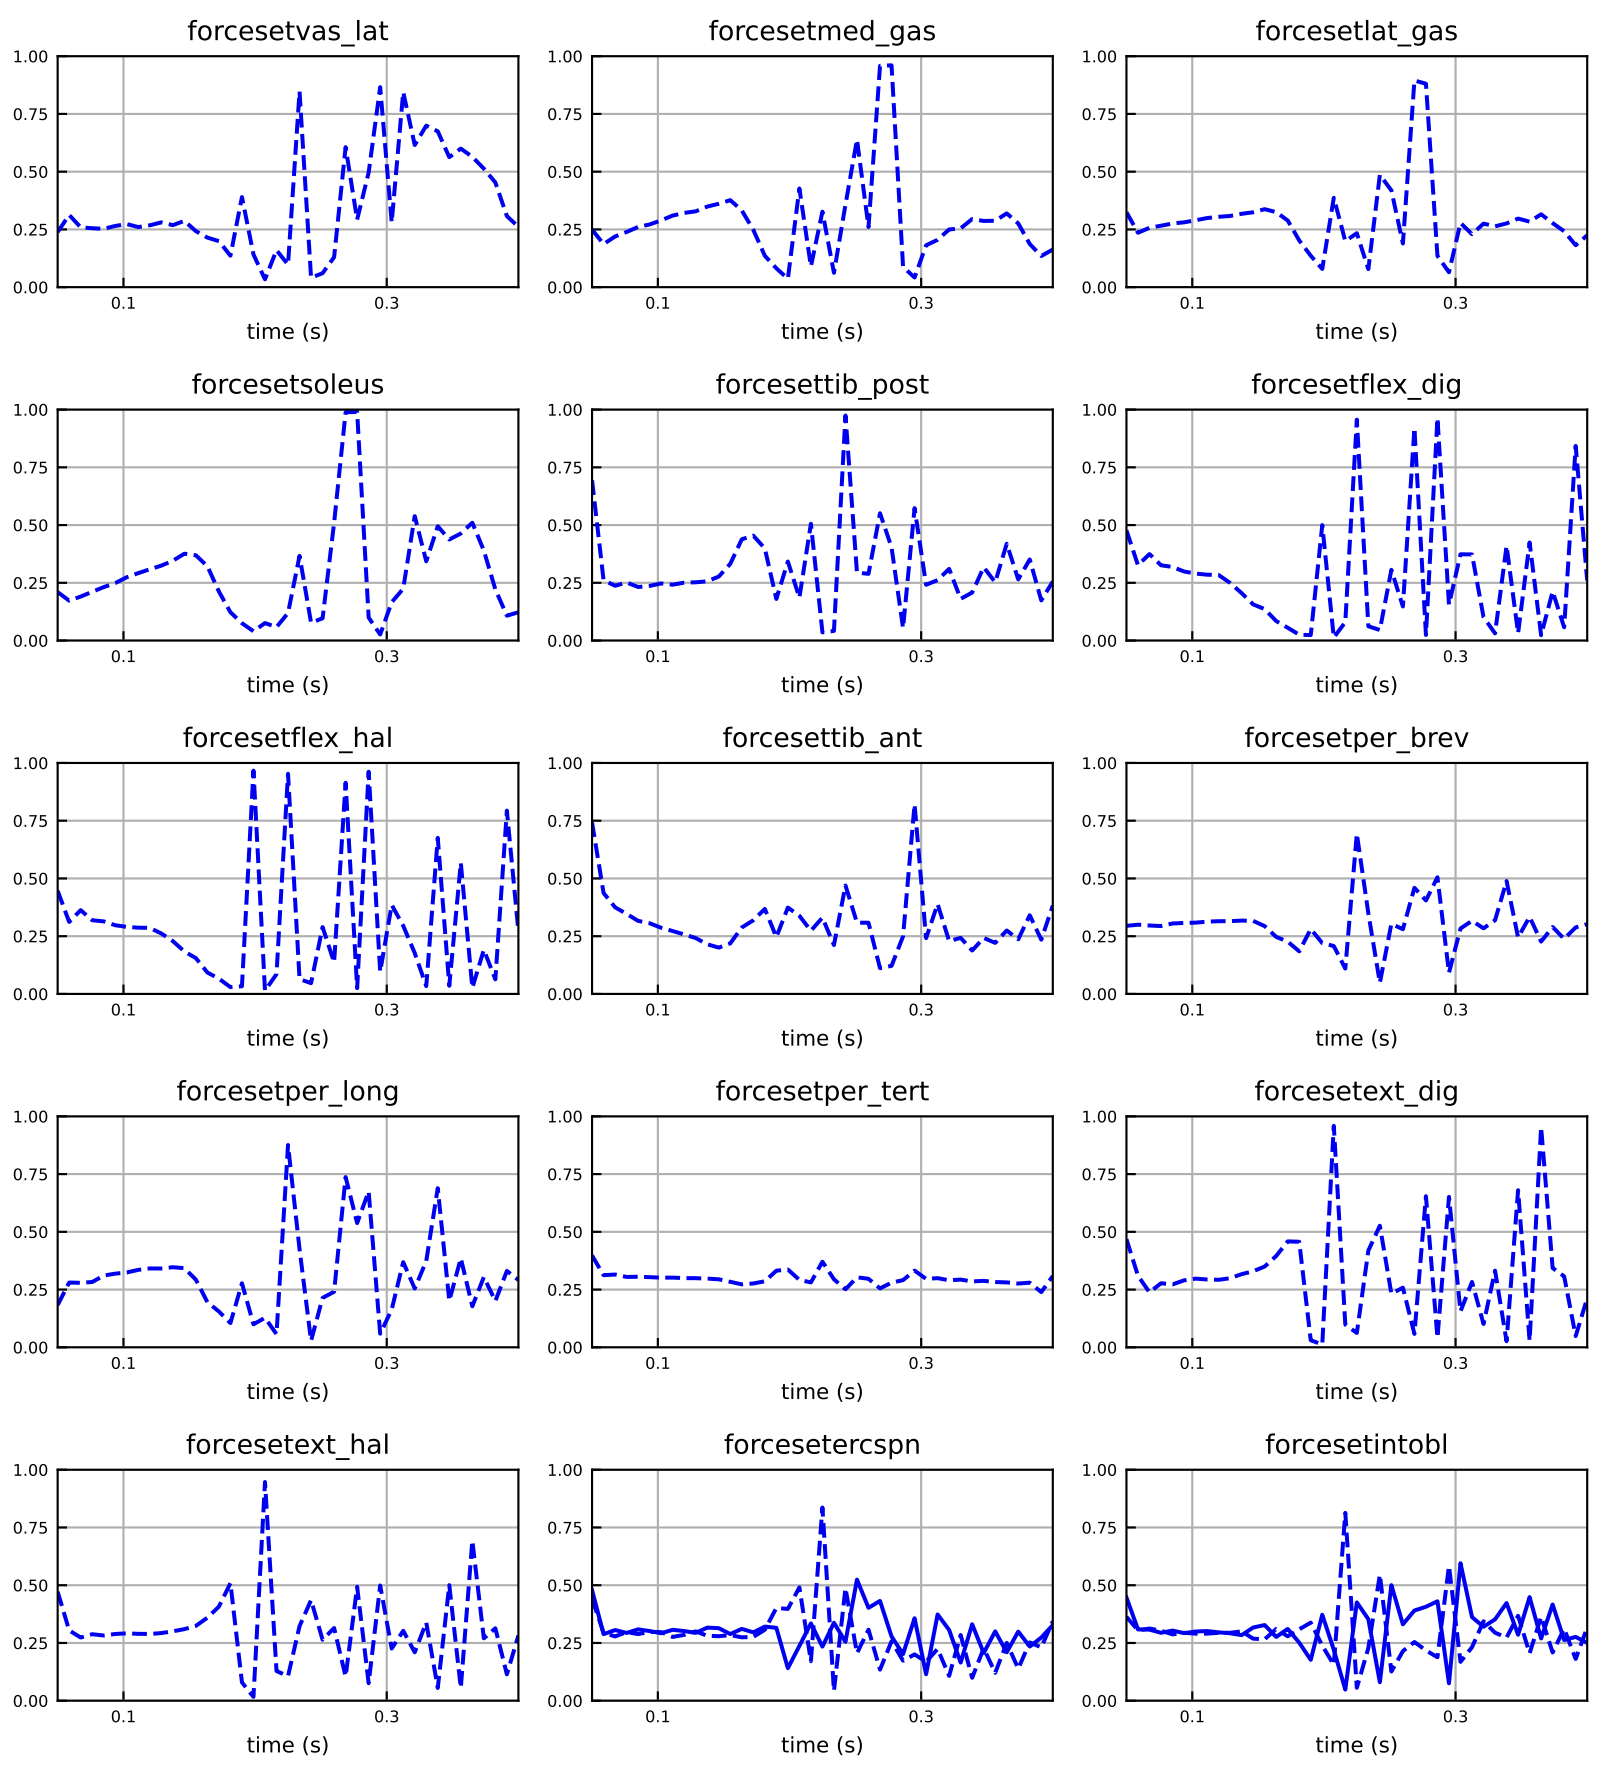 forcesetvas_lat forcesetmed_gas forcesetlat_gas
1.00 1.00 1.00
0.75 0.75 0.75
0.50 0.50 0.50
0.25 0.25 0.25
0.00 0.00 0.00
0.1 0.3 0.1 0.3 0.1 0.3
time (s) time (s) time (s)
forcesetsoleus forcesettib_post forcesetflex_dig
1.00 1.00 1.00
0.75 0.75 0.75
0.50 0.50 0.50
0.25 0.25 0.25
0.00 0.00 0.00
0.1 0.3 0.1 0.3 0.1 0.3
time (s) time (s) time (s)
forcesetflex_hal forcesettib_ant forcesetper_brev
1.00 1.00 1.00
0.75 0.75 0.75
0.50 0.50 0.50
0.25 0.25 0.25
0.00 0.00 0.00
0.1 0.3 0.1 0.3 0.1 0.3
time (s) time (s) time (s)
forcesetper_long forcesetper_tert forcesetext_dig
1.00 1.00 1.00
0.75 0.75 0.75
0.50 0.50 0.50
0.25 0.25 0.25
0.00 0.00 0.00
0.1 0.3 0.1 0.3 0.1 0.3
time (s) time (s) time (s)
forcesetext_hal forcesetercspn forcesetintobl
1.00 1.00 1.00
0.75 0.75 0.75
0.50 0.50 0.50
0.25 0.25 0.25
0.00 0.00 0.00
0.1 0.3 0.1 0.3 0.1 0.3
time (s) time (s) time (s)